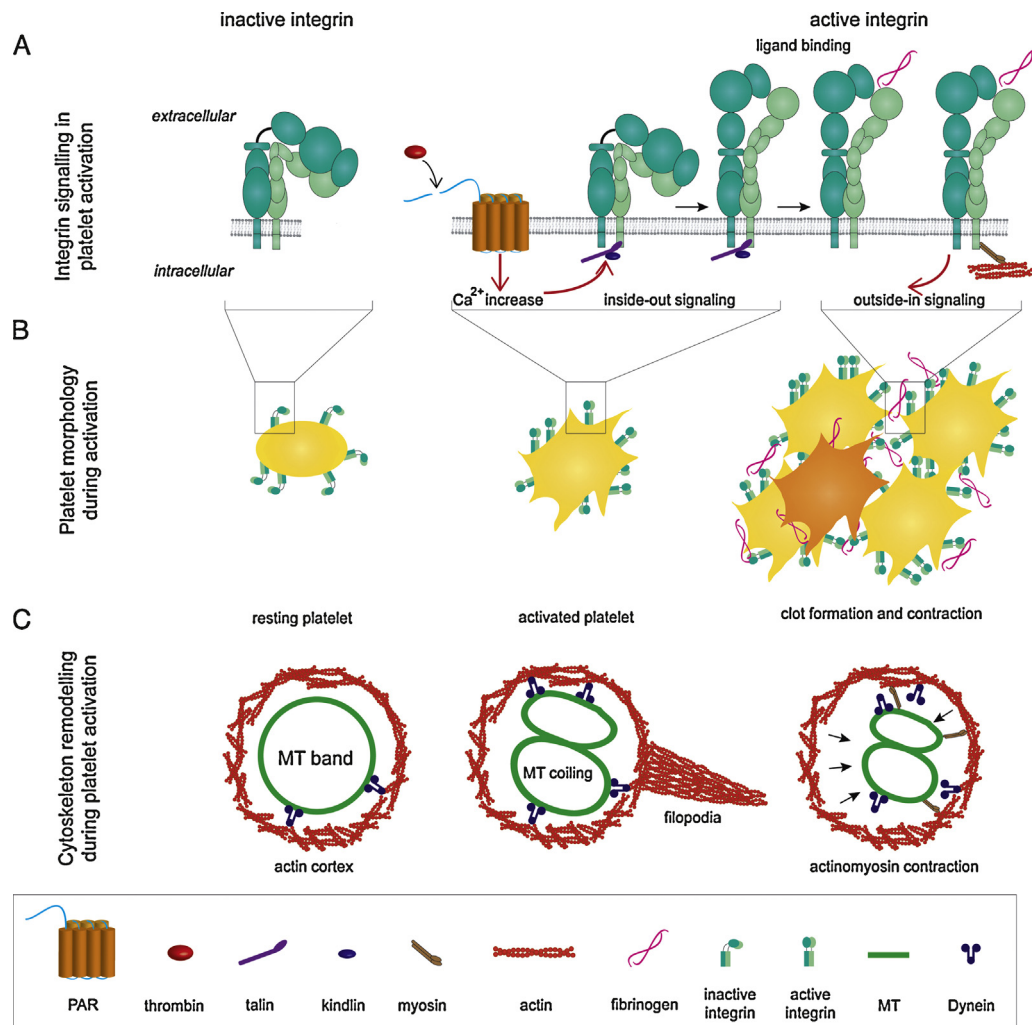 inactive integrin
active integrin
A
ligand binding
extracellular
Integrin signalling in
platelet activation
intracellular
Ca2+ increase
inside-out signaling
outside-in signaling
B
Platelet morphology
during activation
C
resting platelet
activated platelet
clot formation and contraction
Cytoskeleton remodelling
during platelet activation
MT band
MT coiling
filopodia
actin cortex
actinomyosin contraction
PAR
thrombin
talin
kindlin
myosin
actin
fibrinogen
inactive
integrin
active
integrin
MT
Dynein